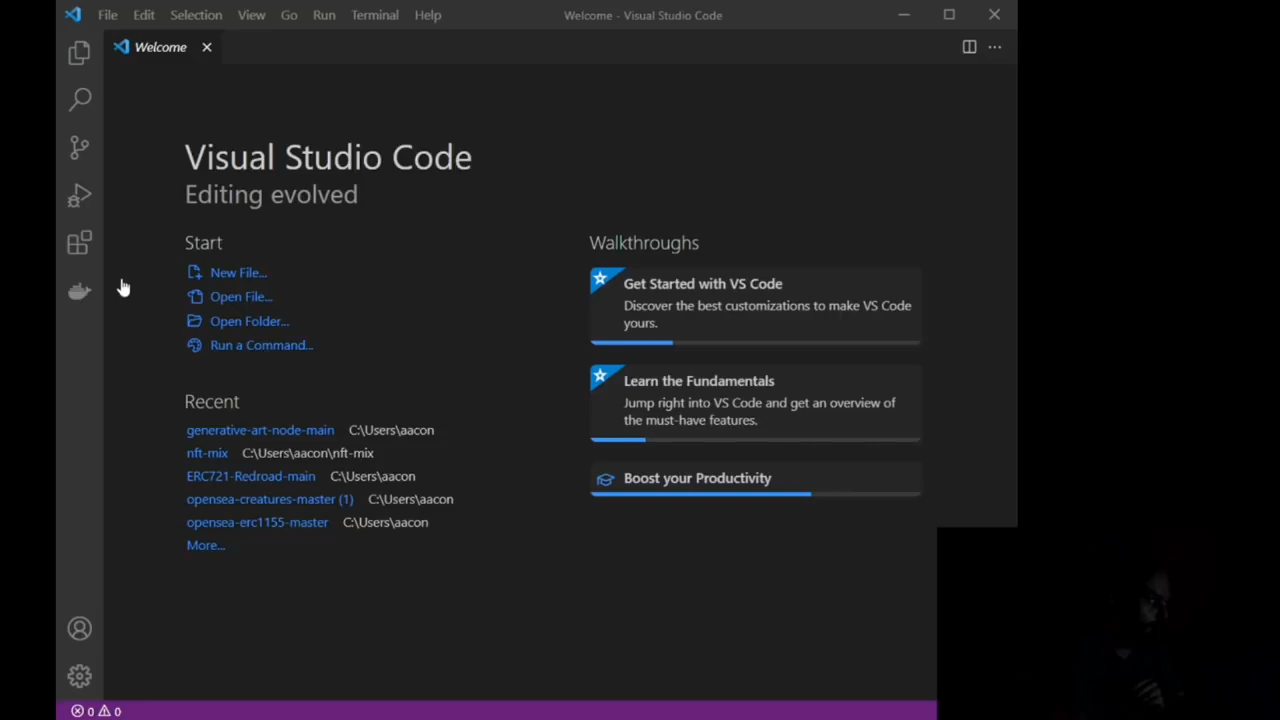 File Edit Selection View Go Run Terminal Help Welcome - Visual Studio Code
Welcome
Visual Studio Code
Editing evolved
Start
New File...
Open File...
Open Folder...
Run a Command...
Recent
generative-art-node-main C:\Users\aacon
nft-mix C:\Users\aacon\nft-mix
ERC721-Redroad-main C:\Users\aacon
opensea-creatures-master (1) C:\Users\aacon
opensea-erc1155-master C:\Users\aacon
More...
Walkthroughs
Get Started with VS Code
Discover the best customizations to make VS Code
yours.
Learn the Fundamentals
Jump right into VS Code and get an overview of
the must-have features.
Boost your Productivity
0 0